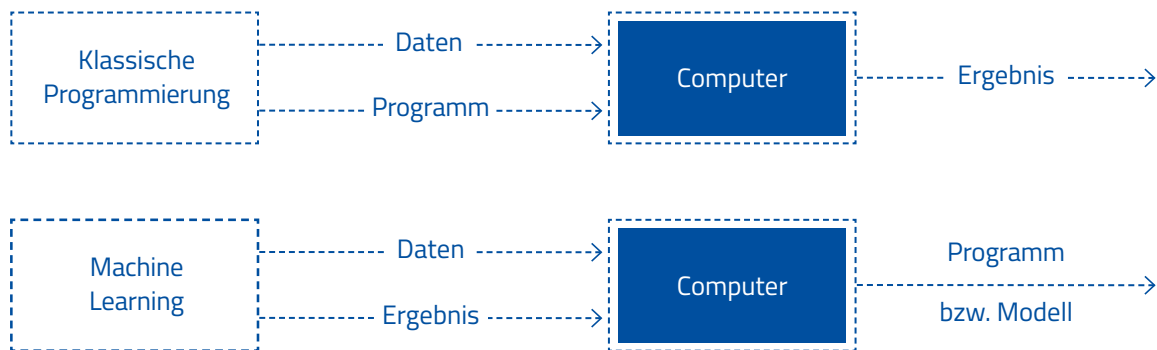 Klassische
Programmierung
Daten
Programm
Computer
Ergebnis
Machine
Learning
Daten
Ergebnis
Computer
Programm
bzw. Modell